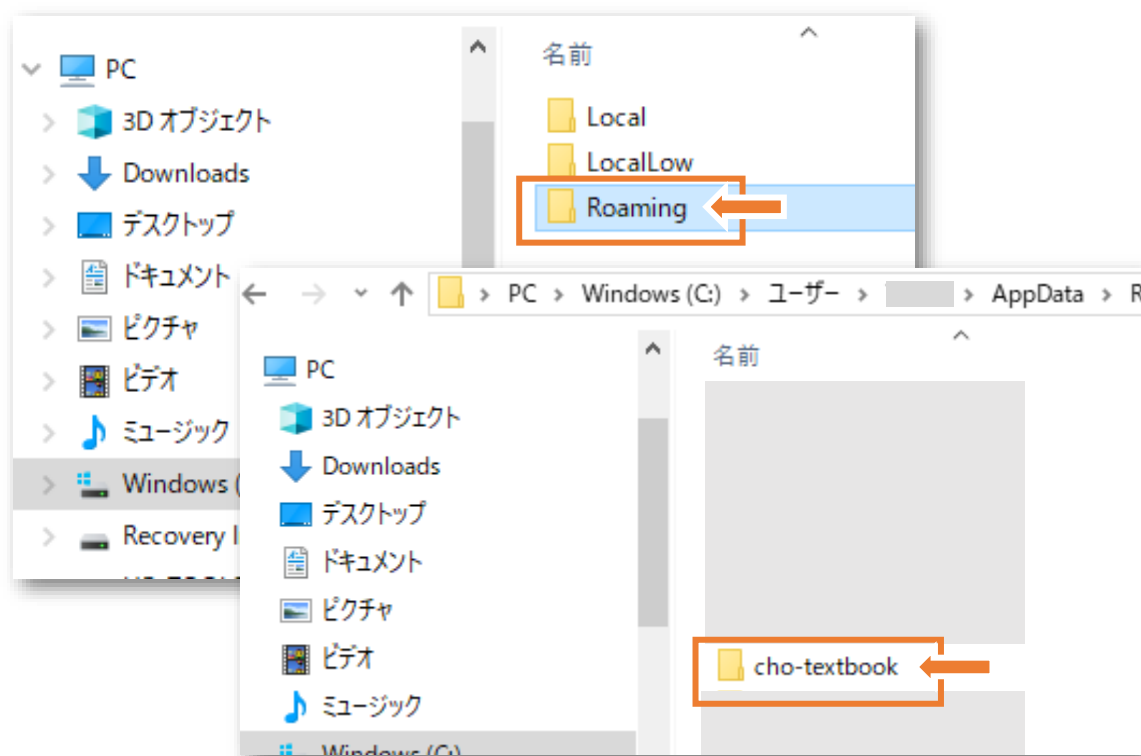 PC
3D オブジェクト
Downloads
デスクトップ
ドキュメント
ピクチャ
ビデオ
ミュージック
Windows (
Recovery
名前
Local
LocalLow
Roaming
PC > Windows (C:) > ユーザー > > AppData > R
PC
3D オブジェクト
Downloads
デスクトップ
ドキュメント
ピクチャ
ビデオ
ミュージック
Windows (C:)
名前
cho-textbook